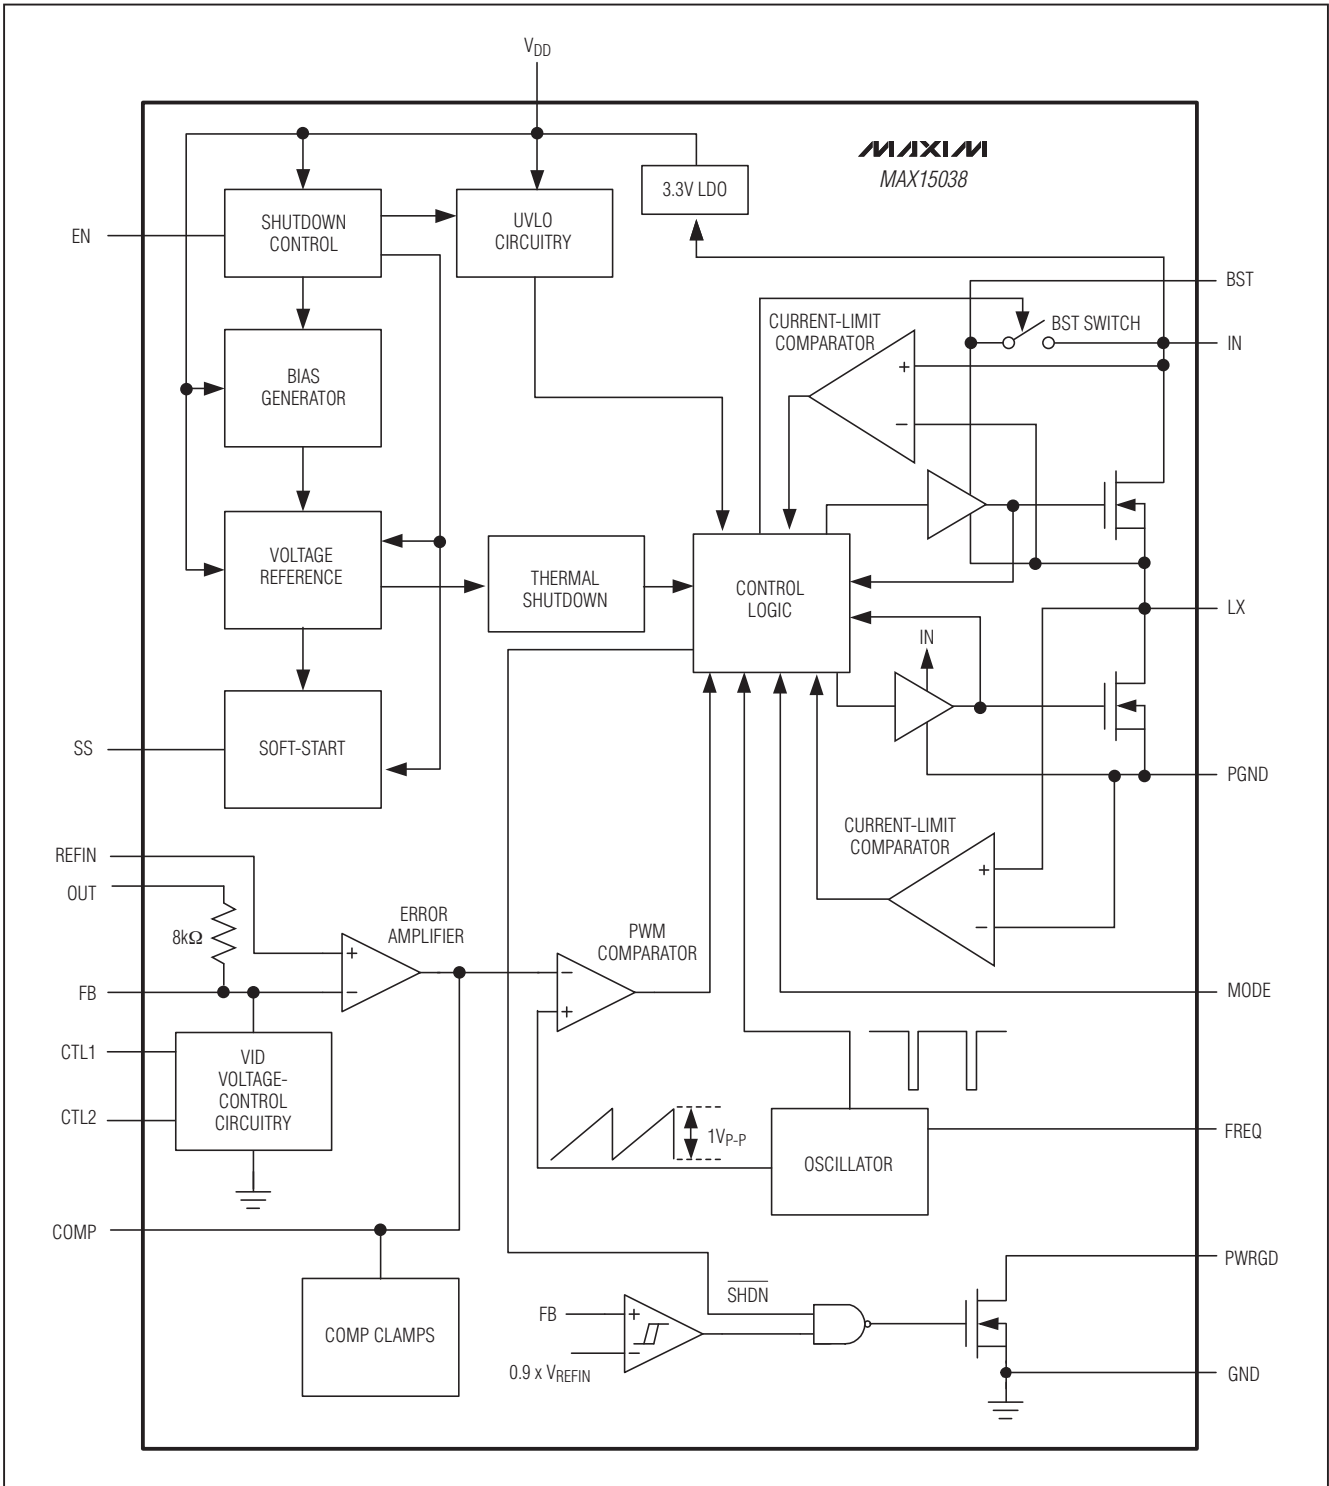 VDD
MAXIM
MAX15038
3.3V LDO
SHUTDOWN
CONTROL
UVLO
CIRCUITRY
EN
BST
CURRENT-LIMIT
COMPARATOR
BST SWITCH
IN
+
−
BIAS
GENERATOR
VOLTAGE
REFERENCE
THERMAL
SHUTDOWN
CONTROL
LOGIC
LX
IN
SS
SOFT-START
PGND
CURRENT-LIMIT
COMPARATOR
+
−
REFIN
OUT
8kΩ
ERROR
AMPLIFIER
+
−
PWM
COMPARATOR
−
+
FB
MODE
CTL1
CTL2
VID
VOLTAGE-
CONTROL
CIRCUITRY
1VP-P
OSCILLATOR
FREQ
COMP
COMP CLAMPS
PWRGD
SHDN
FB
+
−
0.9 x VREFIN
GND